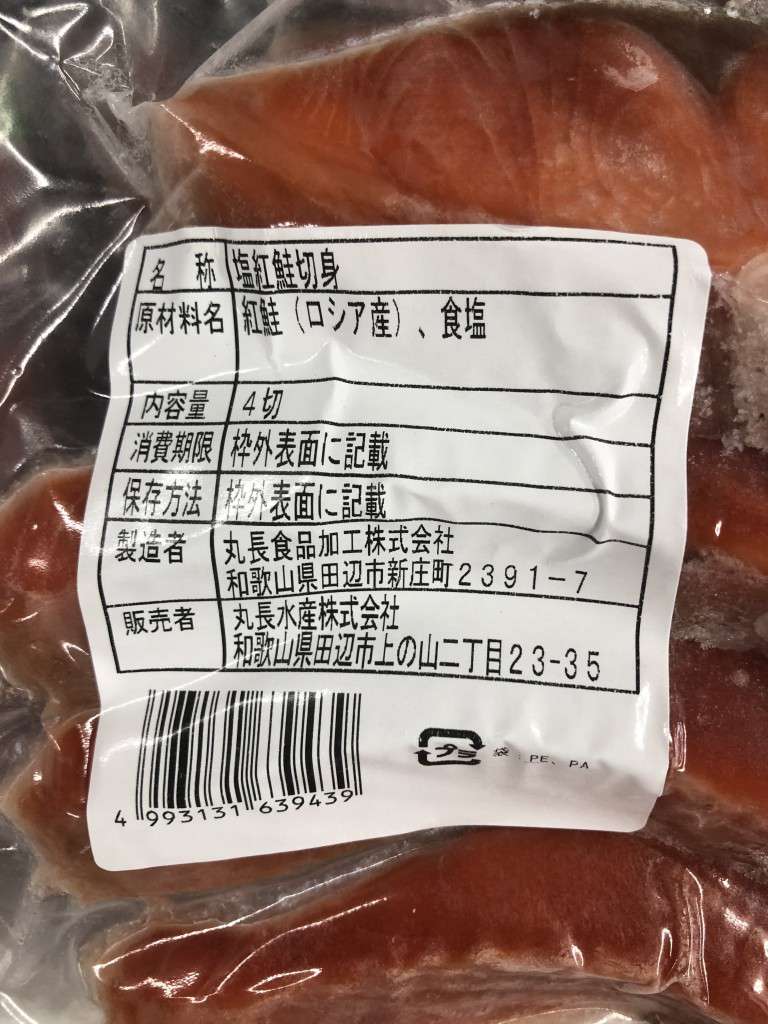 名 称 塩紅鮭切身
原材料名 紅鮭（ロシア産）、食塩
内容量 4切
消費期限 枠外表面に記載
保存方法 枠外表面に記載
製造者 丸長食品加工株式会社
和歌山県田辺市新庄町2391-7
販売者 丸長水産株式会社
和歌山県田辺市上の山二丁目23-35
プラ 袋：PE、PA
4 993131 639439